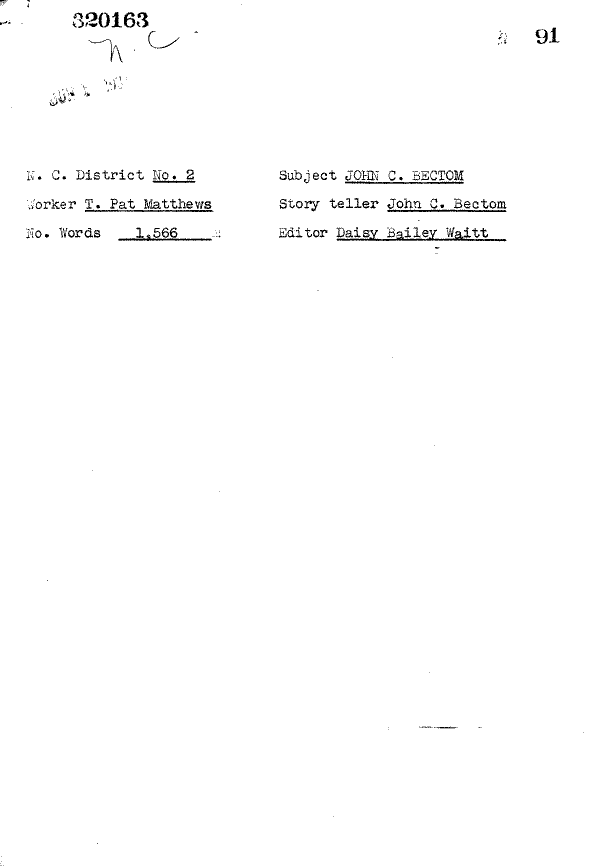 320163
N. C.
91
N. C. District No. 2
Subject JOHN C. BECTOM
Worker T. Pat Matthews
Story teller John C. Bectom
No. Words 1,566
Editor Daisy Bailey Waitt